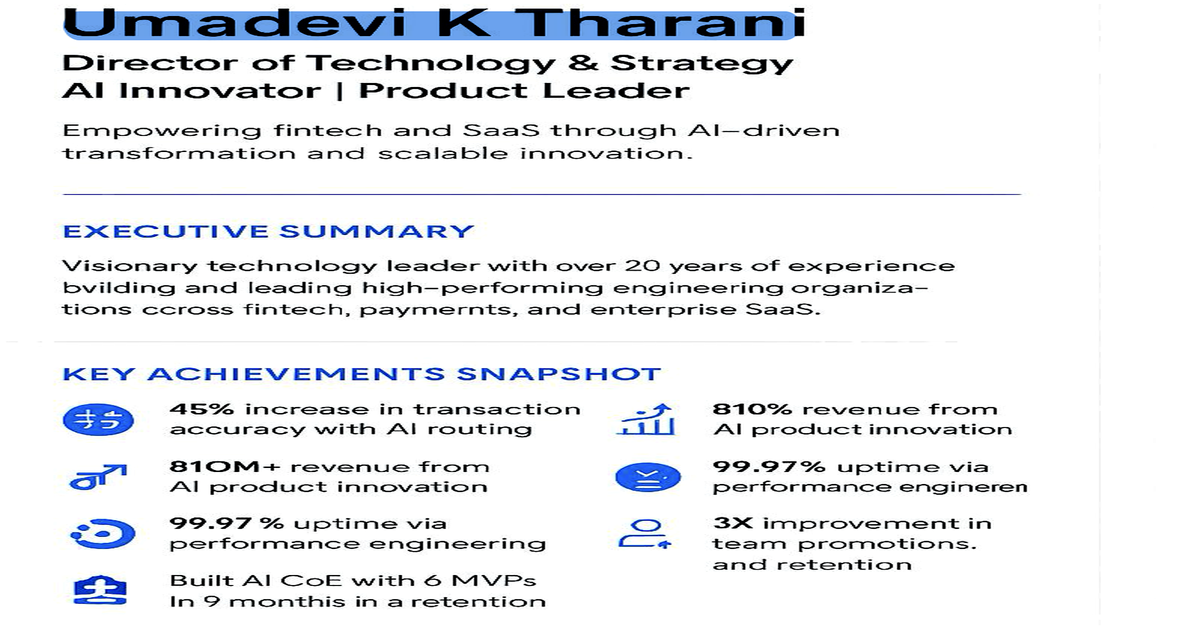 Umadevi K Tharani
Director of Technology & Strategy
AI Innovator | Product Leader
Empowering fintech and SaaS through AI–driven
transformation and scalable innovation.
EXECUTIVE SUMMARY
Visionary technology leader with over 20 years of experience
bvilding and leading high–performing engineering organiza–
tions ccross fintech, paymernts, and enterprise SaaS.
KEY ACHIEVEMENTS SNAPSHOT
45% increase in transaction
accuracy with AI routing
81OM+ revenue from
AI product innovation
99.97 % uptime via
performance engineering
Built AI CoE with 6 MVPs
In 9 monthis in a retention
810% revenue from
AI product innovation
99.97% uptime via
performance engineren
3X improvement in
team promotions.
and retention